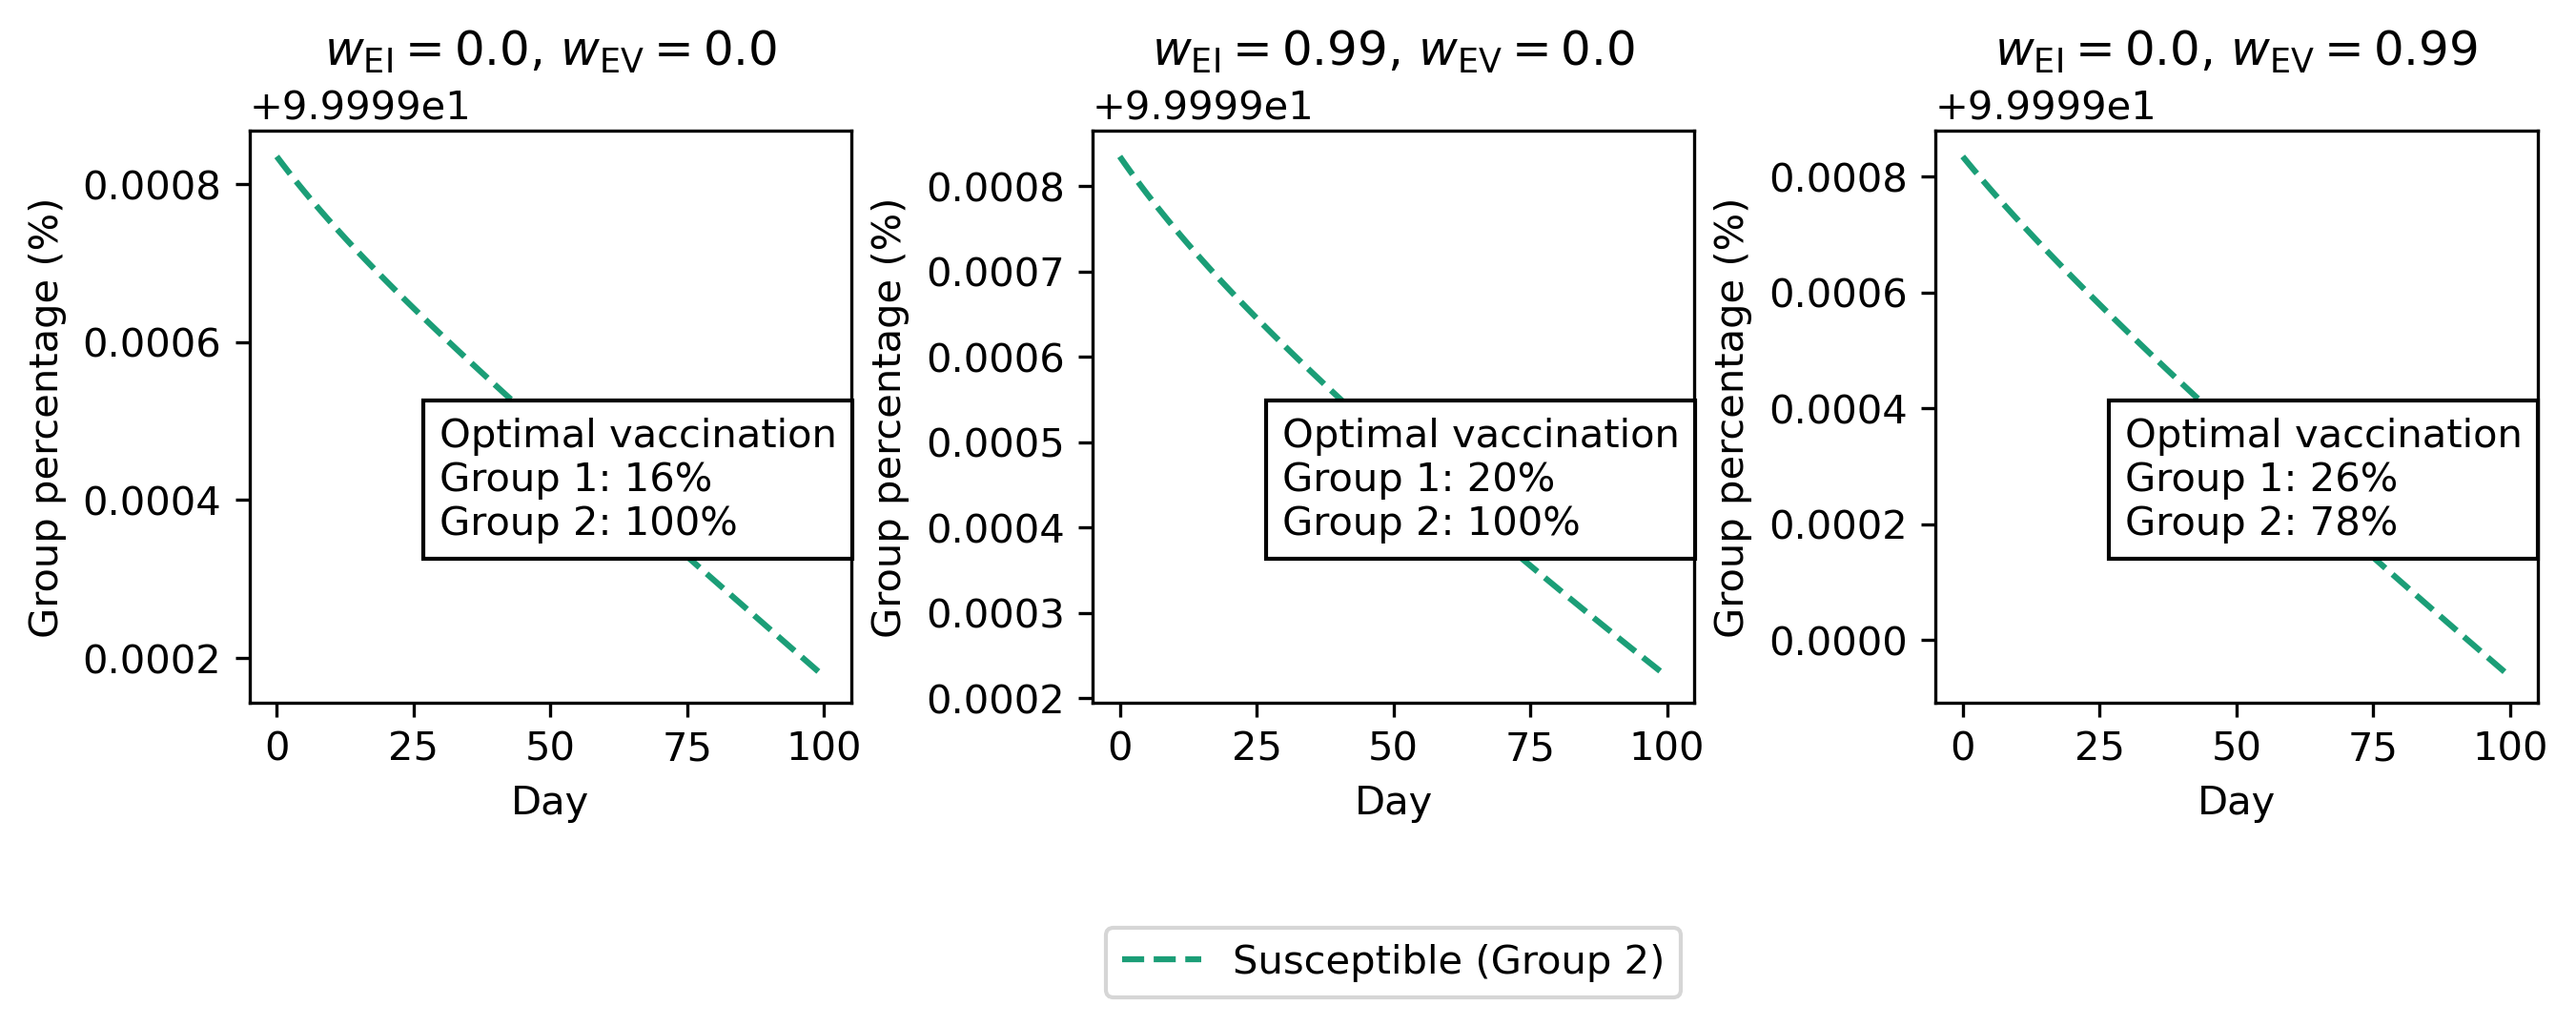 w_EI = 0.0, w_EV = 0.0
+9.9999e1
Group percentage (%)
0.0008
0.0006
0.0004
0.0002
Optimal vaccination
Group 1: 16%
Group 2: 100%
0 25 50 75 100
Day
w_EI = 0.99, w_EV = 0.0
+9.9999e1
Group percentage (%)
0.0008
0.0007
0.0006
0.0005
0.0004
0.0003
0.0002
Optimal vaccination
Group 1: 20%
Group 2: 100%
0 25 50 75 100
Day
w_EI = 0.0, w_EV = 0.99
+9.9999e1
Group percentage (%)
0.0008
0.0006
0.0004
0.0002
0.0000
Optimal vaccination
Group 1: 26%
Group 2: 78%
0 25 50 75 100
Day
Susceptible (Group 2)